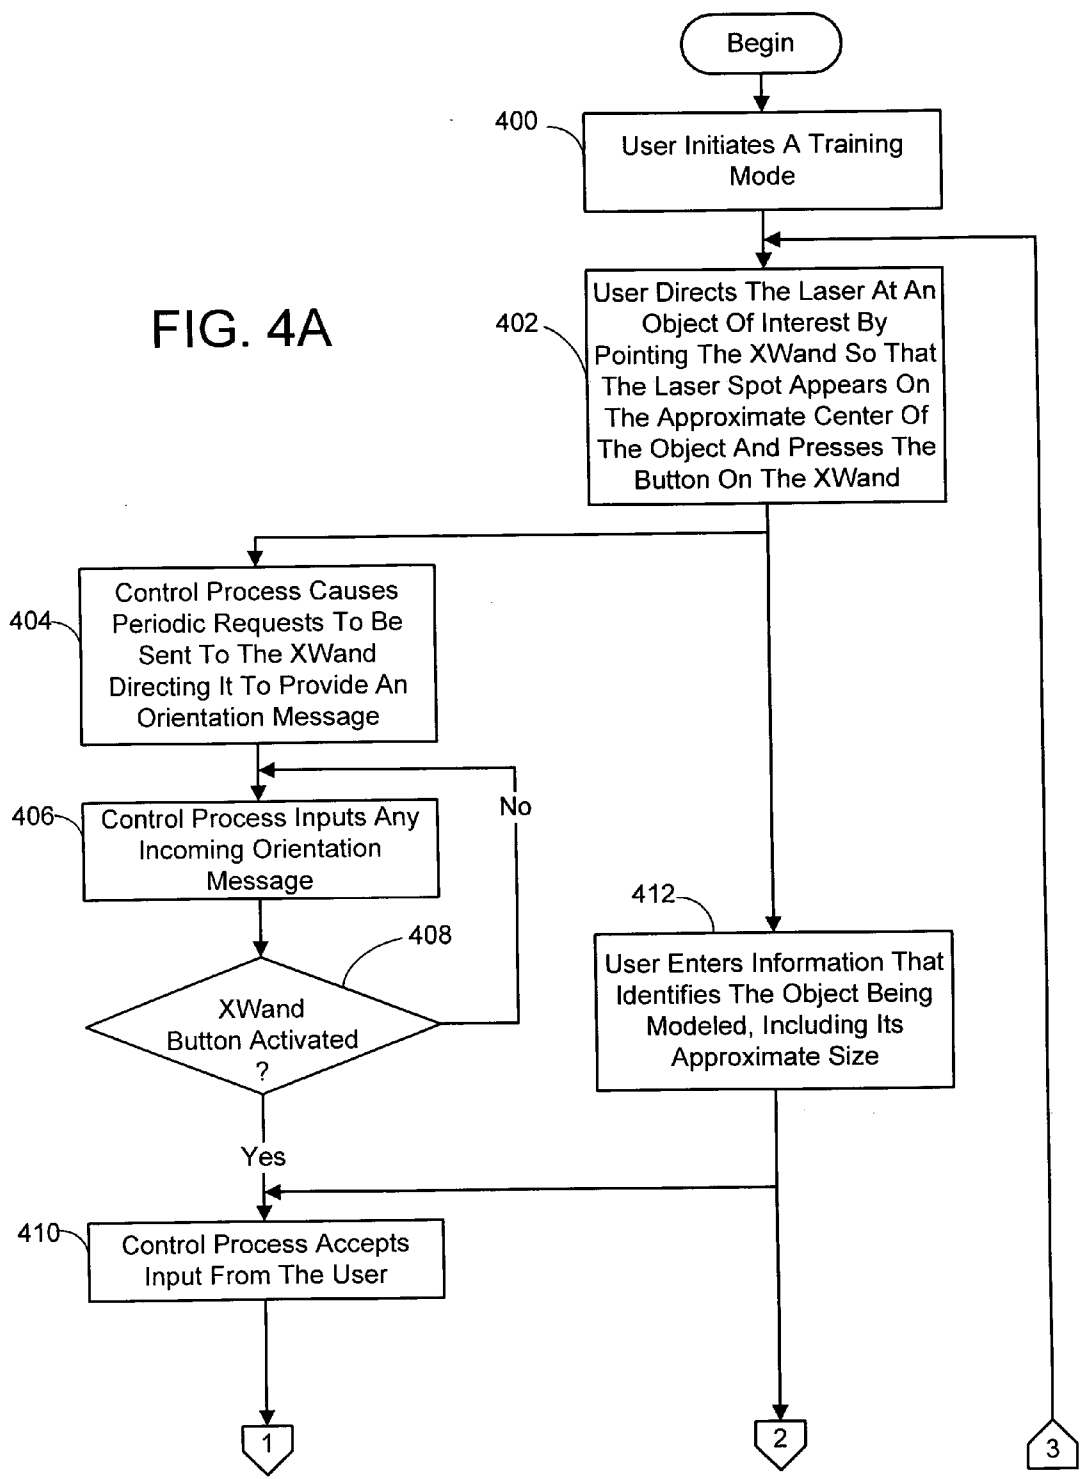 Begin
400
User Initiates A Training
Mode
FIG. 4A
402
User Directs The Laser At An
Object Of Interest By
Pointing The XWand So That
The Laser Spot Appears On
The Approximate Center Of
The Object And Presses The
Button On The XWand
404
Control Process Causes
Periodic Requests To Be
Sent To The XWand
Directing It To Provide An
Orientation Message
406
Control Process Inputs Any
Incoming Orientation
Message
No
408
XWand
Button Activated
?
412
User Enters Information That
Identifies The Object Being
Modeled, Including Its
Approximate Size
Yes
410
Control Process Accepts
Input From The User
1
2
3